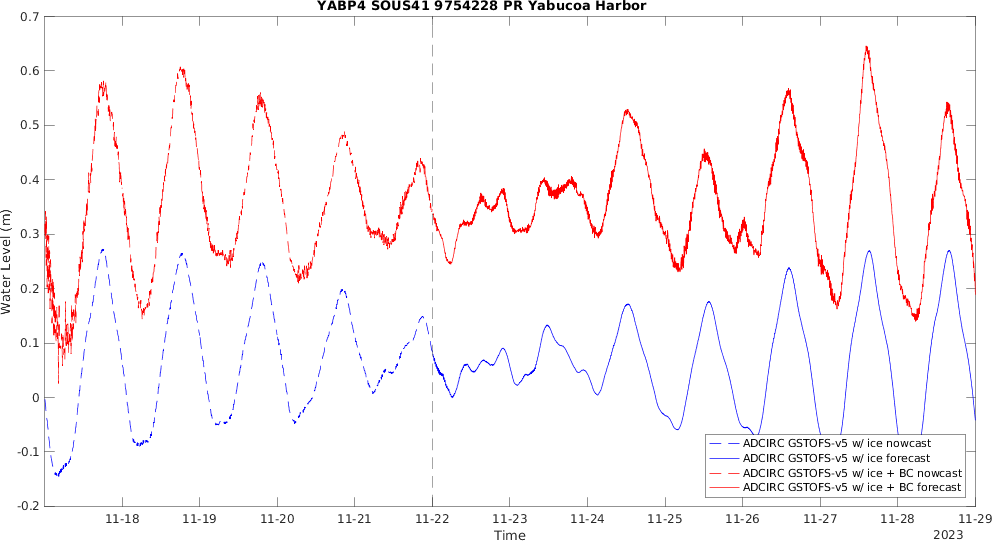 YABP4 SOUS41 9754228 PR Yabucoa Harbor
0.7
0.6
0.5
0.4
0.3
0.2
0.1
0
-0.1
-0.2
Water Level (m)
ADCIRC GSTOFS-v5 w/ ice nowcast
ADCIRC GSTOFS-v5 w/ ice forecast
ADCIRC GSTOFS-v5 w/ ice + BC nowcast
ADCIRC GSTOFS-v5 w/ ice + BC forecast
11-18 11-19 11-20 11-21 11-22 11-23 11-24 11-25 11-26 11-27 11-28 11-29
Time
2023